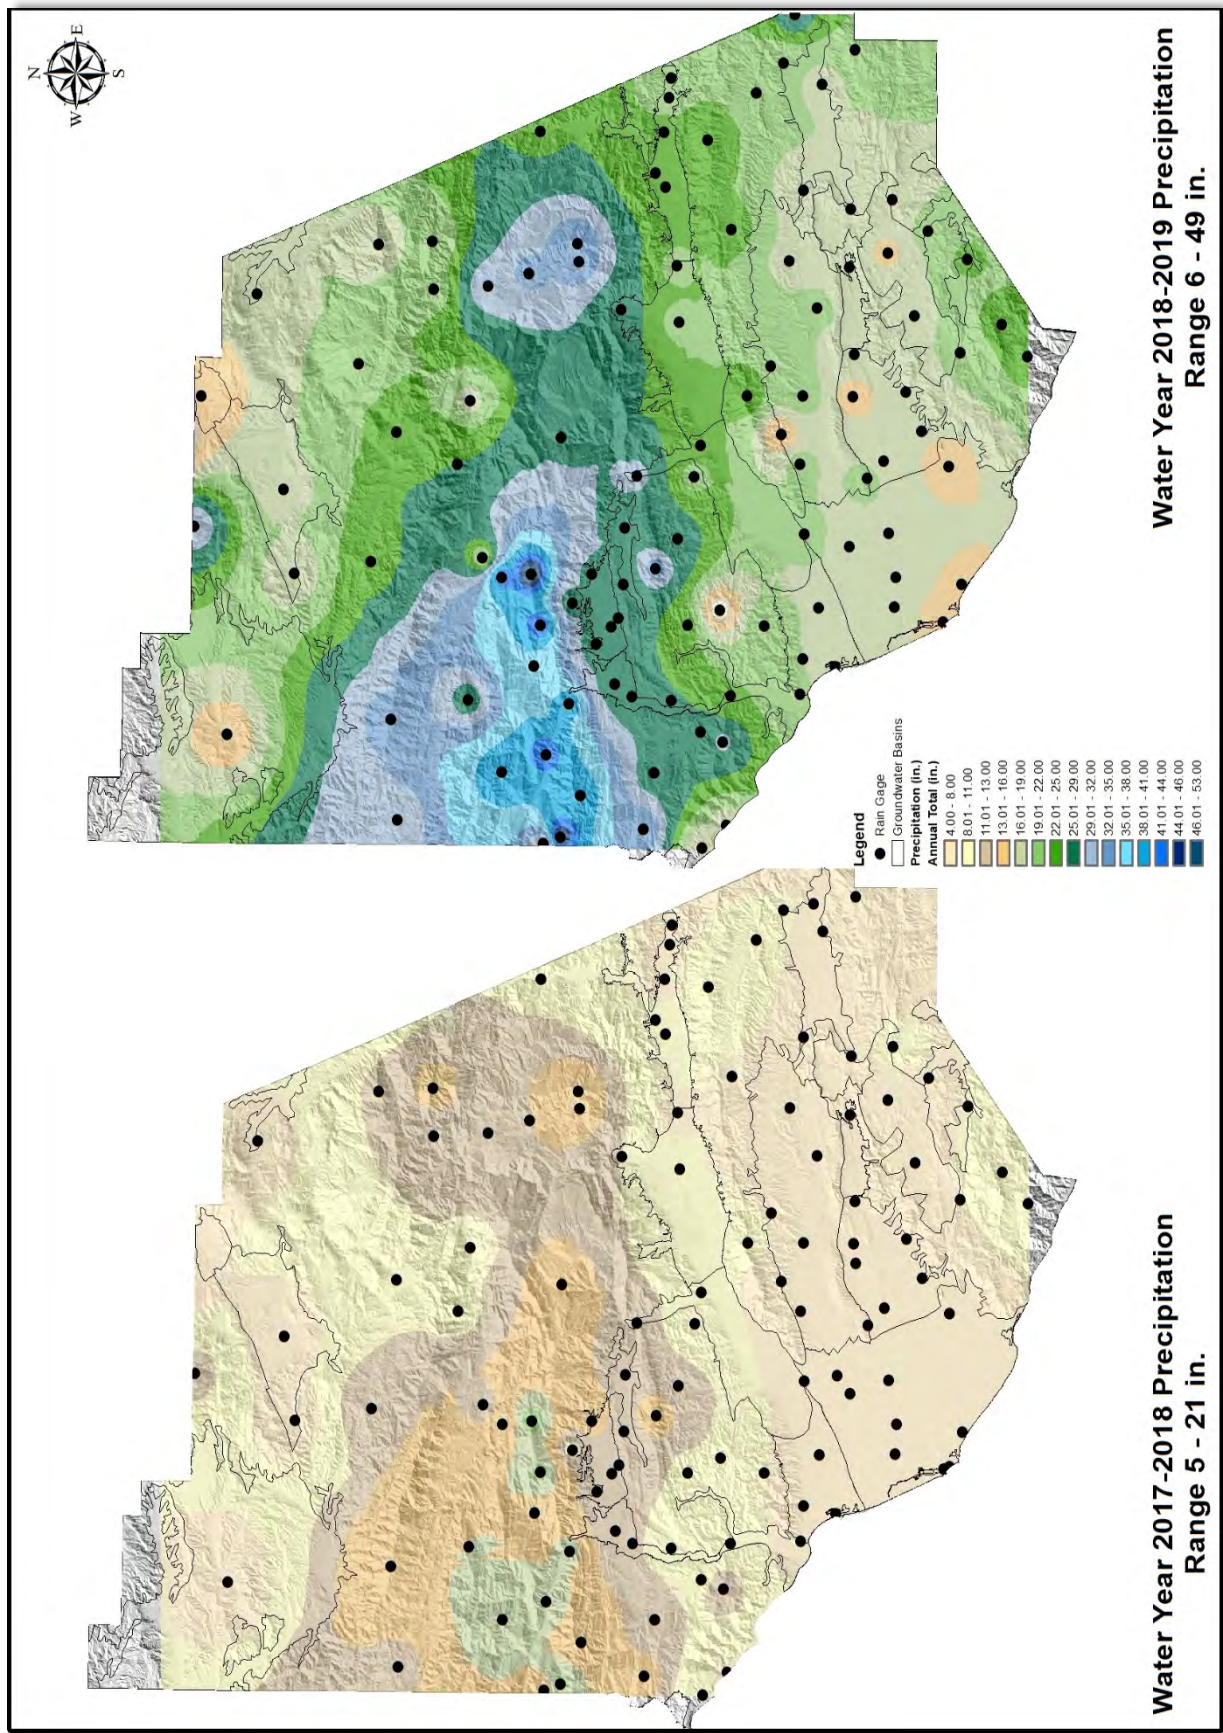 N
W
E
S
Water Year 2017-2018 Precipitation
Range 5 - 21 in.
Legend
Rain Gage
Groundwater Basins
Precipitation (in.)
Annual Total (in.)
4.00 - 8.00
8.01 - 11.00
11.01 - 13.00
13.01 - 16.00
16.01 - 19.00
19.01 - 22.00
22.01 - 25.00
25.01 - 29.00
29.01 - 32.00
32.01 - 35.00
35.01 - 38.00
38.01 - 41.00
41.01 - 44.00
44.01 - 46.00
46.01 - 53.00
Water Year 2018-2019 Precipitation
Range 6 - 49 in.